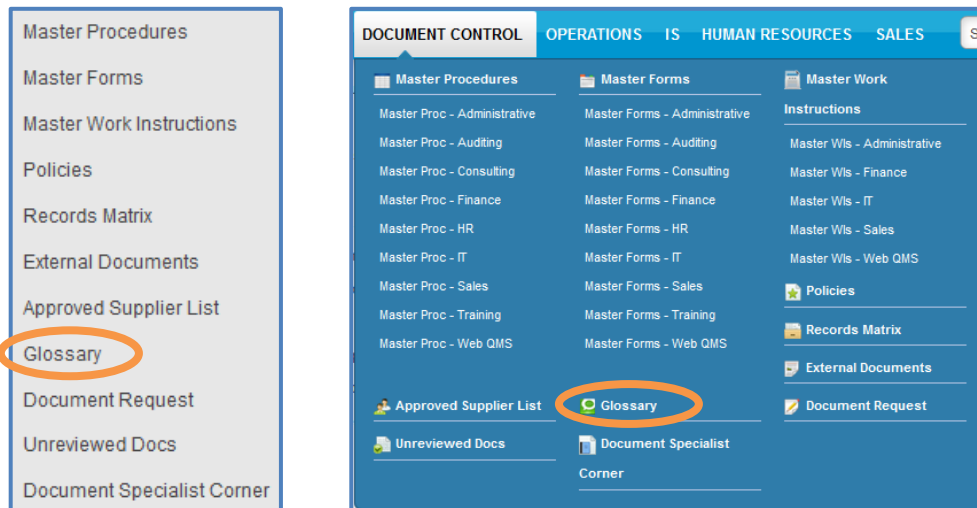 Master Procedures
Master Forms
Master Work Instructions
Policies
Records Matrix
External Documents
Approved Supplier List
Glossary
Document Request
Unreviewed Docs
Document Specialist Corner
DOCUMENT CONTROL OPERATIONS IS HUMAN RESOURCES SALES S
Master Procedures
Master Proc - Administrative
Master Proc - Auditing
Master Proc - Consulting
Master Proc - Finance
Master Proc - HR
Master Proc - IT
Master Proc - Sales
Master Proc - Training
Master Proc - Web QMS
Master Forms
Master Forms - Administrative
Master Forms - Auditing
Master Forms - Consulting
Master Forms - Finance
Master Forms - HR
Master Forms - IT
Master Forms - Sales
Master Forms - Training
Master Forms - Web QMS
Master Work
Instructions
Master WIs - Administrative
Master WIs - Finance
Master WIs - IT
Master WIs - Sales
Master WIs - Web QMS
Policies
Records Matrix
External Documents
Approved Supplier List
Glossary
Document Request
Unreviewed Docs
Document Specialist
Corner